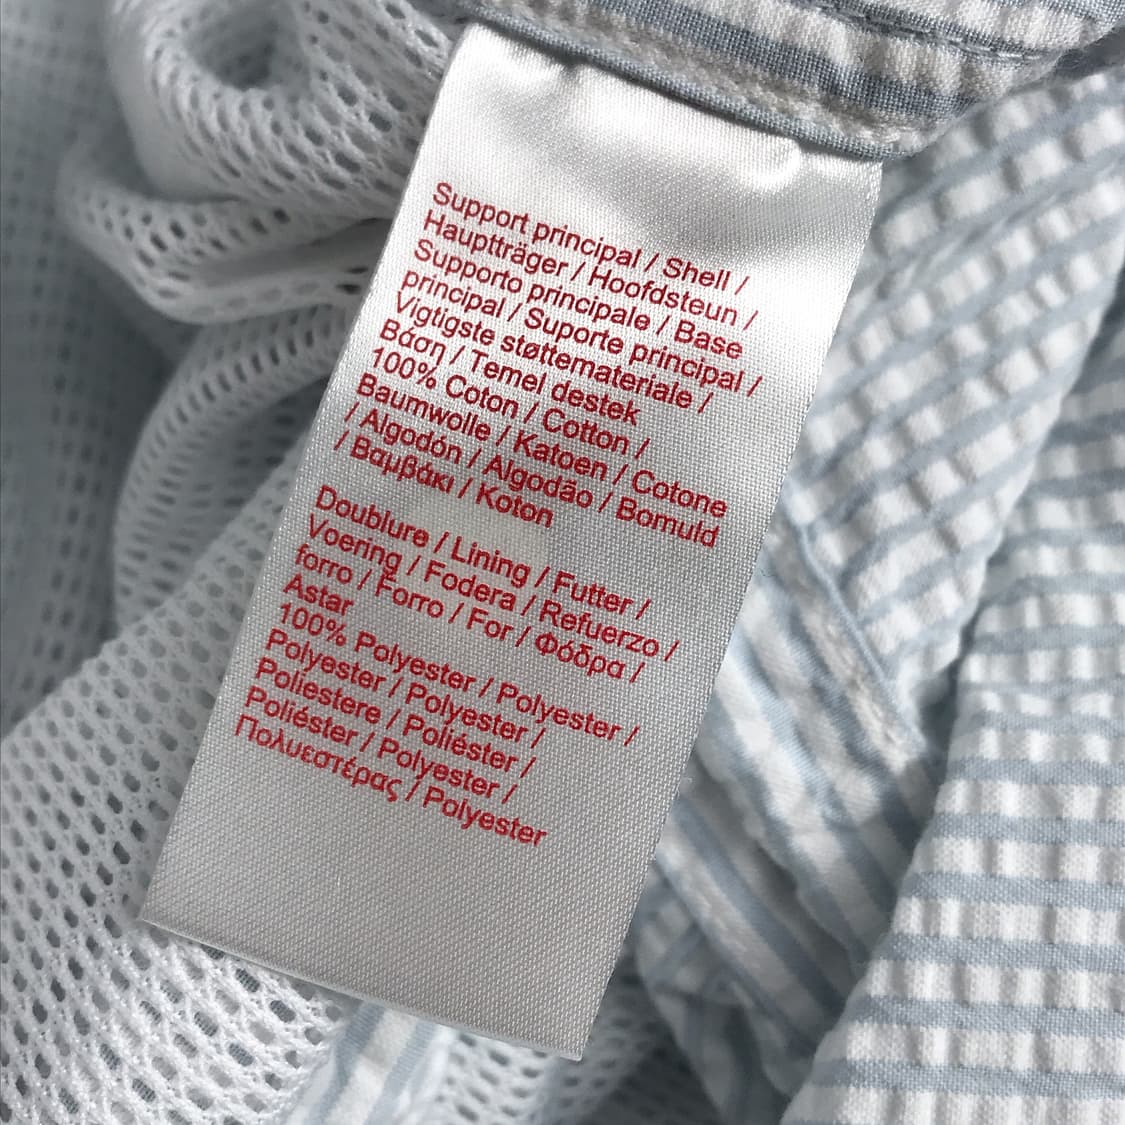 Support principal / Shell /
Hauptträger / Hoofdsteun /
Supporto principale / Base
principal / Suporte principal /
Vigtigste støttemateriale /
Βάση / Temel destek
100% Coton / Cotton /
Baumwolle / Katoen / Cotone
/ Algodón / Algodão / Bomuld
/ Βαμβάκι / Koton
Doublure / Lining / Futter /
Voering / Fodera / Refuerzo /
forro / Forro / For / Φόδρα /
Astar
100% Polyester / Polyester /
Polyester / Polyester /
Poliestere / Poliéster /
Poliéster / Polyester /
Πολυεστέρας / Polyester